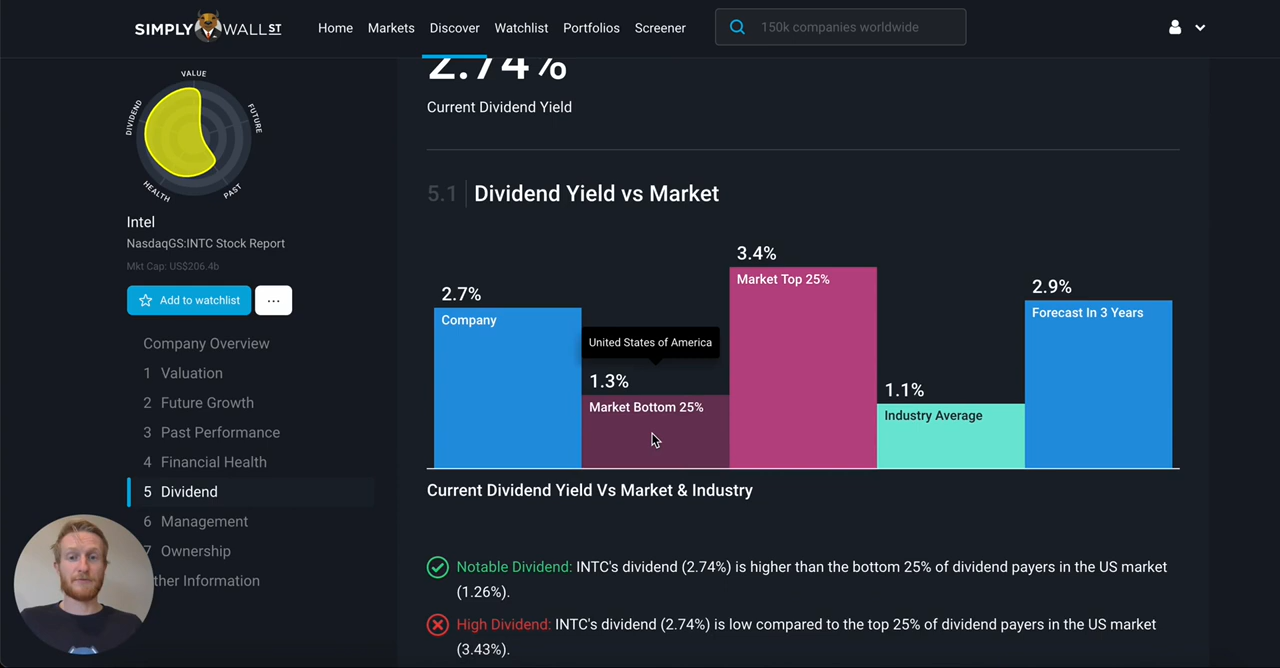 SIMPLY WALL ST
Home Markets Discover Watchlist Portfolios Screener
150k companies worldwide
VALUE
FUTURE
PAST
HEALTH
DIVIDEND
Intel
NasdaqGS:INTC Stock Report
Mkt Cap: US$206.4b
Add to watchlist
...
Company Overview
1 Valuation
2 Future Growth
3 Past Performance
4 Financial Health
5 Dividend
6 Management
7 Ownership
ther Information
2.74%
Current Dividend Yield
5.1 Dividend Yield vs Market
2.7%
Company
United States of America
1.3%
Market Bottom 25%
3.4%
Market Top 25%
1.1%
Industry Average
2.9%
Forecast In 3 Years
Current Dividend Yield Vs Market & Industry
Notable Dividend: INTC's dividend (2.74%) is higher than the bottom 25% of dividend payers in the US market
(1.26%).
High Dividend: INTC's dividend (2.74%) is low compared to the top 25% of dividend payers in the US market
(3.43%).